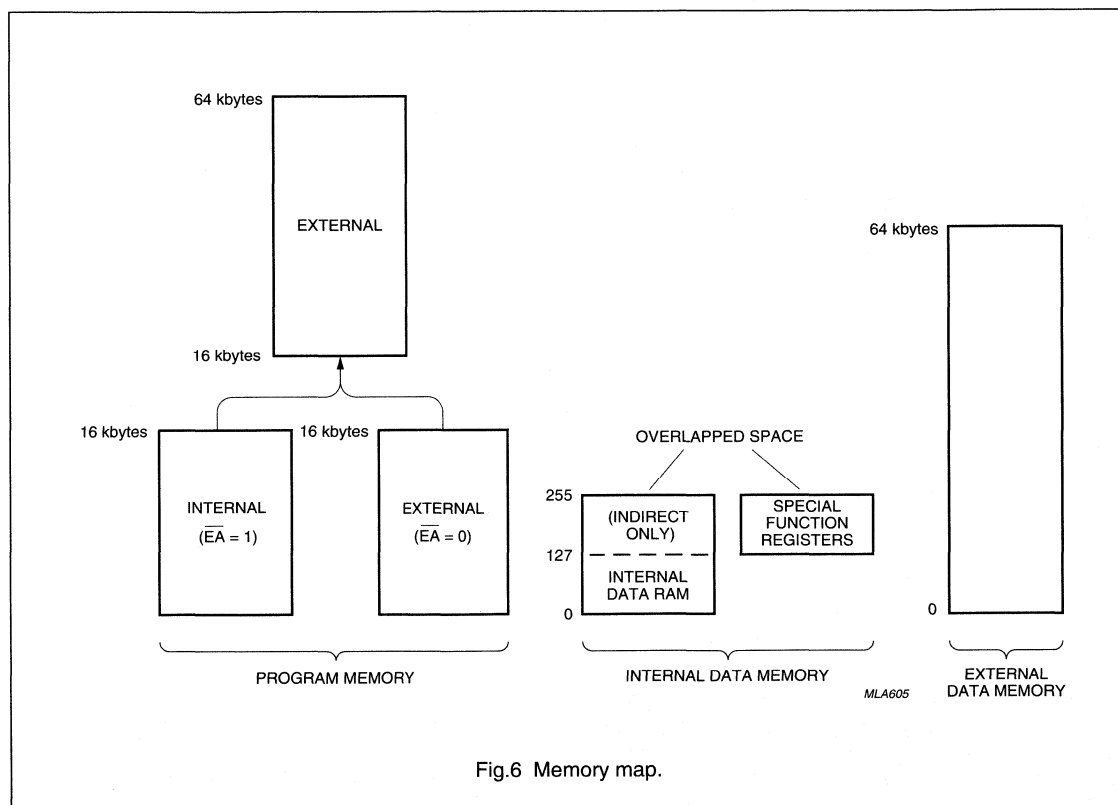 64 kbytes
EXTERNAL
16 kbytes
16 kbytes
INTERNAL
(E̅A̅ = 1)
16 kbytes
EXTERNAL
(E̅A̅ = 0)
PROGRAM MEMORY
OVERLAPPED SPACE
255
(INDIRECT
ONLY)
127
INTERNAL
DATA RAM
0
SPECIAL
FUNCTION
REGISTERS
INTERNAL DATA MEMORY
64 kbytes
0
EXTERNAL
DATA MEMORY
MLA605
Fig.6 Memory map.